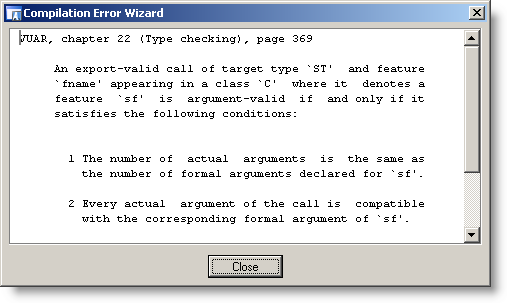 Compilation Error Wizard
VUAR, chapter 22 (Type checking), page 369
An export-valid call of target type `ST' and feature
`fname' appearing in a class `C' where it denotes a
feature `sf' is argument-valid if and only if it
satisfies the following conditions:
1 The number of actual arguments is the same as
the number of formal arguments declared for `sf'.
2 Every actual argument of the call is compatible
with the corresponding formal argument of `sf'.
Close